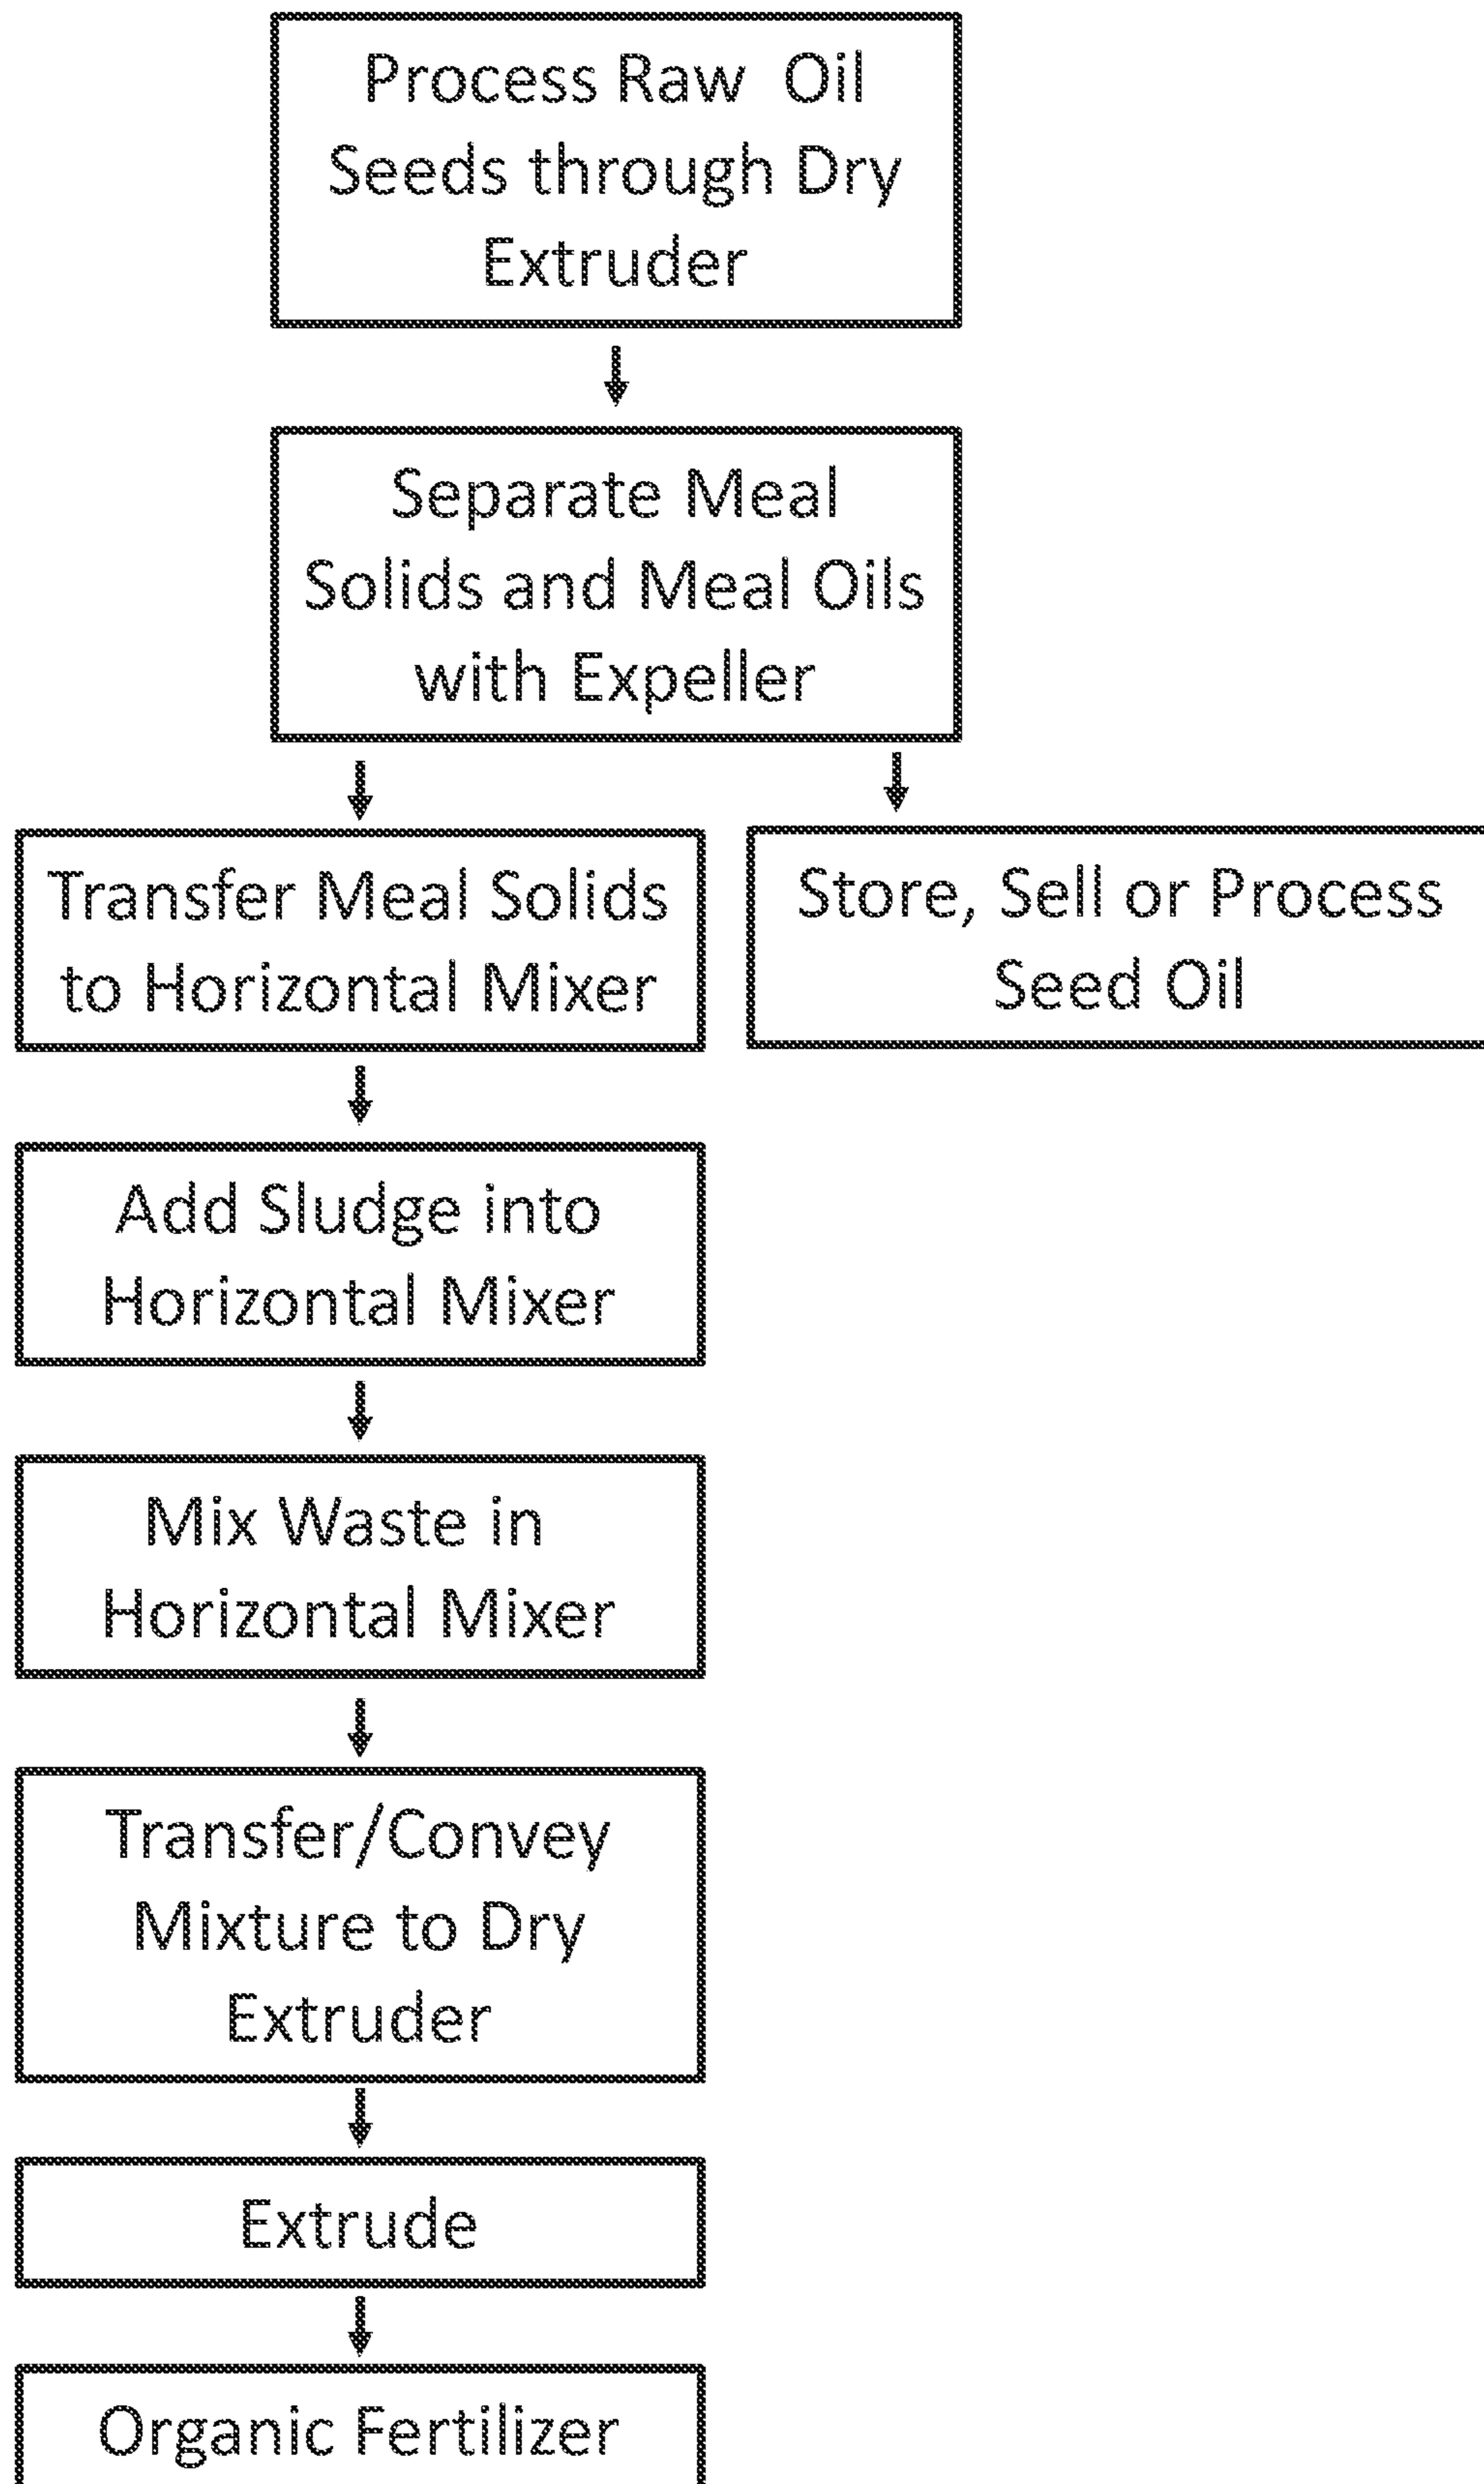 Process Raw Oil
Seeds through Dry
Extruder
Separate Meal
Solids and Meal Oils
with Expeller
Transfer Meal Solids
to Horizontal Mixer
Store, Sell or Process
Seed Oil
Add Sludge into
Horizontal Mixer
Mix Waste in
Horizontal Mixer
Transfer/Convey
Mixture to Dry
Extruder
Extrude
Organic Fertilizer